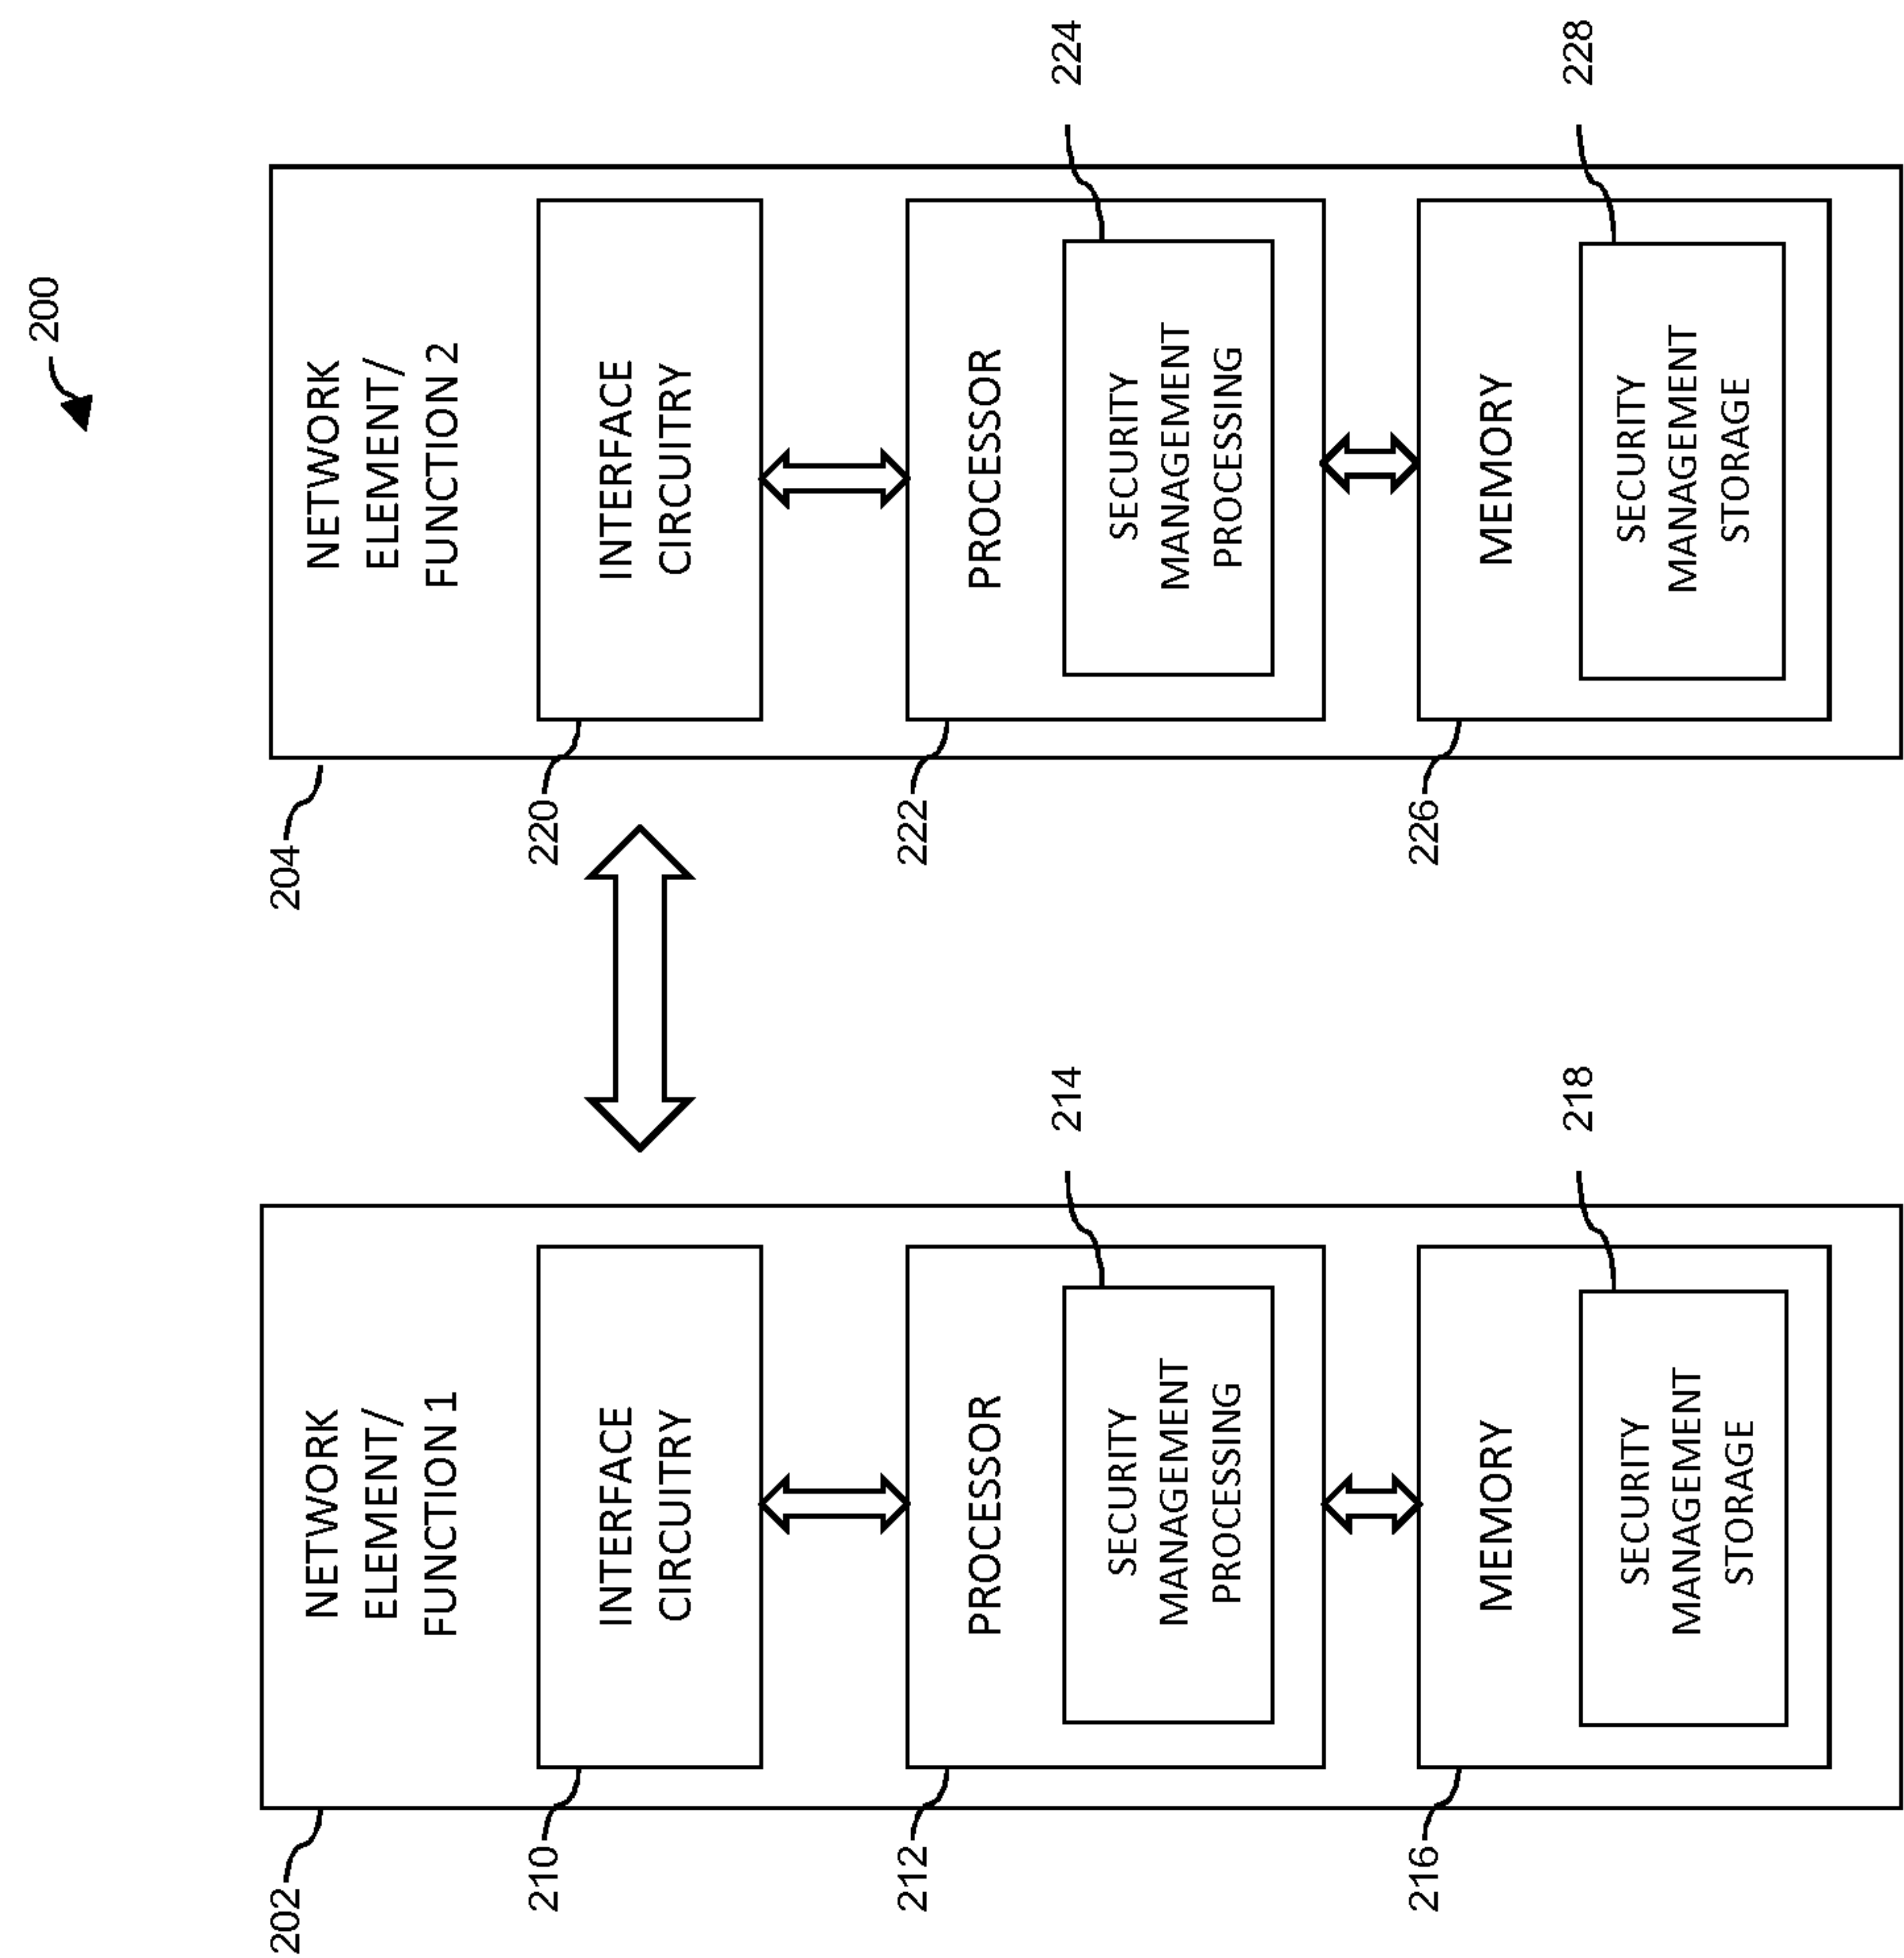 200
202
NETWORK
ELEMENT/
FUNCTION 1
210
INTERFACE
CIRCUITRY
212
PROCESSOR
214
SECURITY
MANAGEMENT
PROCESSING
216
MEMORY
218
SECURITY
MANAGEMENT
STORAGE
204
NETWORK
ELEMENT/
FUNCTION 2
220
INTERFACE
CIRCUITRY
222
PROCESSOR
224
SECURITY
MANAGEMENT
PROCESSING
226
MEMORY
228
SECURITY
MANAGEMENT
STORAGE